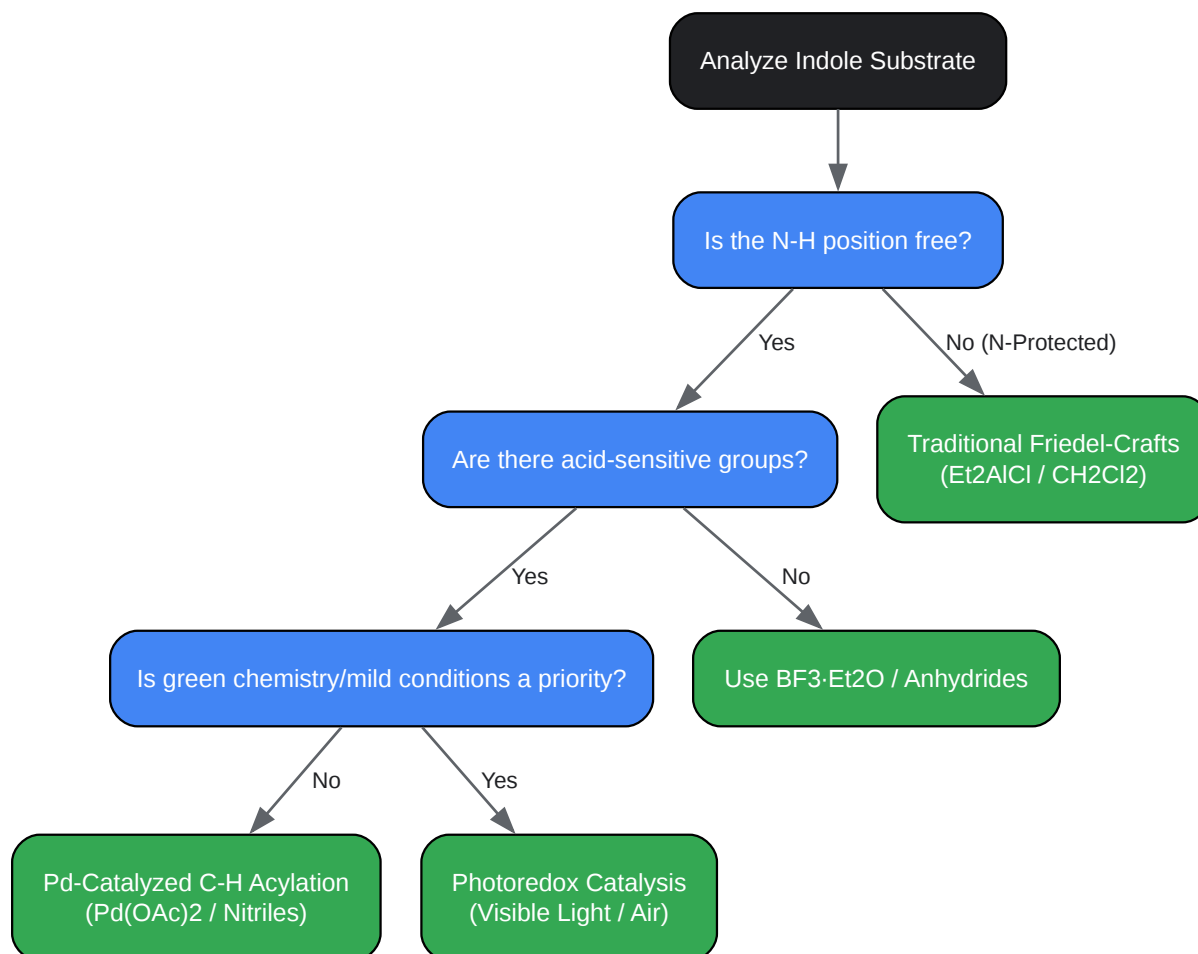 Analyze Indole Substrate
Is the N-H position free?
Yes
No (N-Protected)
Traditional Friedel-Crafts
(Et2AlCl / CH2Cl2)
Are there acid-sensitive groups?
Yes
No
Is green chemistry/mild conditions a priority?
Use BF3·Et2O / Anhydrides
No
Yes
Pd-Catalyzed C-H Acylation
(Pd(OAc)2 / Nitriles)
Photoredox Catalysis
(Visible Light / Air)